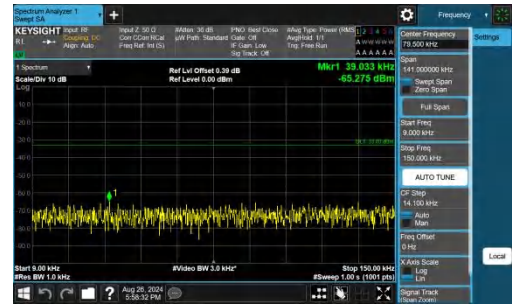 Spectrum Analyzer 1
Swept SA
Frequency
KEYSIGHT
Input: RF
Coupling: DC
Align: Auto
Input Z: 50 Ω
Corr CCorr RCal
Freq Ref: Int (S)
#Atten: 30 dB
µW Path: Standard
PNO: Best Close
Gate: Off
IF Gain: Low
Sig Track: Off
#Avg Type: Power (RMS)
Avg|Hold: 1/1
Trig: Free Run
1 2 3 4 5 6
A W W W W W
A A A A A A
1 Spectrum
Scale/Div 10 dB
Log
Ref Lvl Offset 0.39 dB
Ref Level 0.00 dBm
Mkr1 39.033 kHz
-65.275 dBm
-10.0
-20.0
-30.0
-40.0
-50.0
-60.0
-70.0
-80.0
-90.0
1
Start 9.00 kHz
#Res BW 1.0 kHz
#Video BW 3.0 kHz*
Stop 150.00 kHz
#Sweep 1.00 s (1001 pts)
Aug 26, 2024
5:58:32 PM
Center Frequency
79.500 kHz
Span
141.000000 kHz
Swept Span
Zero Span
Full Span
Start Freq
9.000 kHz
Stop Freq
150.000 kHz
AUTO TUNE
CF Step
14.100 kHz
Auto
Man
Freq Offset
0 Hz
X Axis Scale
Log
Lin
Signal Track
(Span Zoom)
Settings
Local